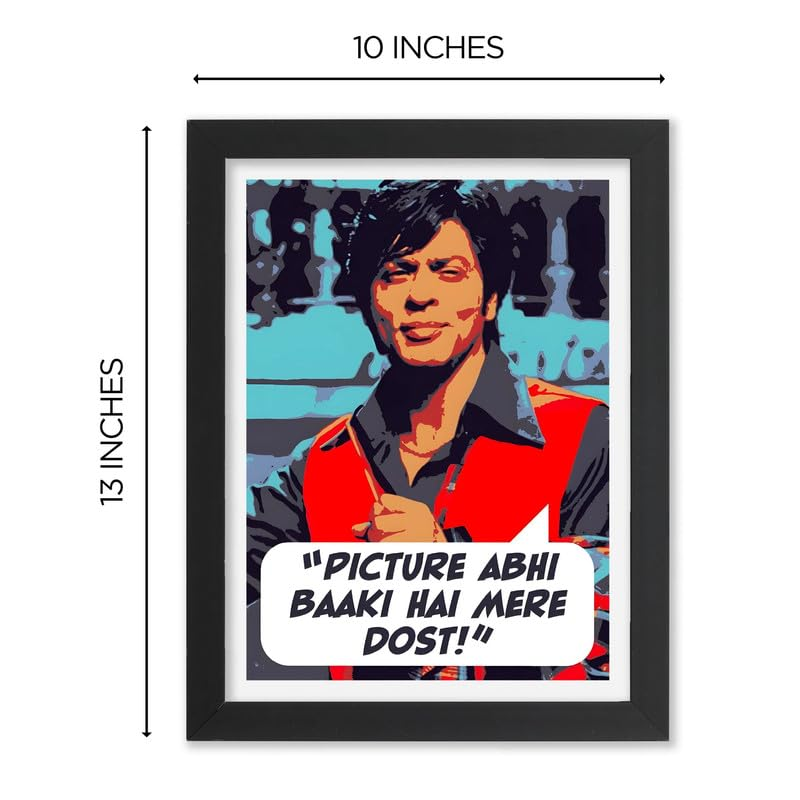 10 INCHES
13 INCHES
"PICTURE ABHI
BAAKI HAI MERE
DOST!"